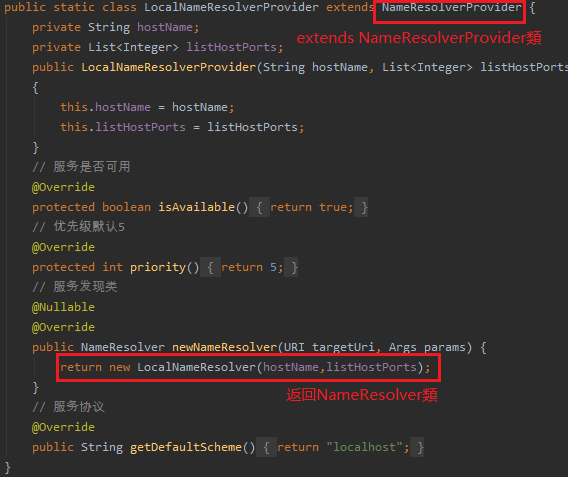 public static class LocalNameResolverProvider extends NameResolverProvider {
private String hostName;
extends NameResolverProvider類
private List<Integer> listHostPorts;
public LocalNameResolverProvider(String hostName, List<Integer> listHostPorts
{
this.hostName = hostName;
this.listHostPorts = listHostPorts;
}
// 服务是否可用
@Override
protected boolean isAvailable() { return true; }
// 优先级默认5
@Override
protected int priority() { return 5; }
// 服务发现类
@Nullable
@Override
public NameResolver newNameResolver(URI targetUri, Args params) {
return new LocalNameResolver(hostName,listHostPorts);
}
返回NameResolver類
// 服务协议
@Override
public String getDefaultScheme() { return "localhost"; }
}